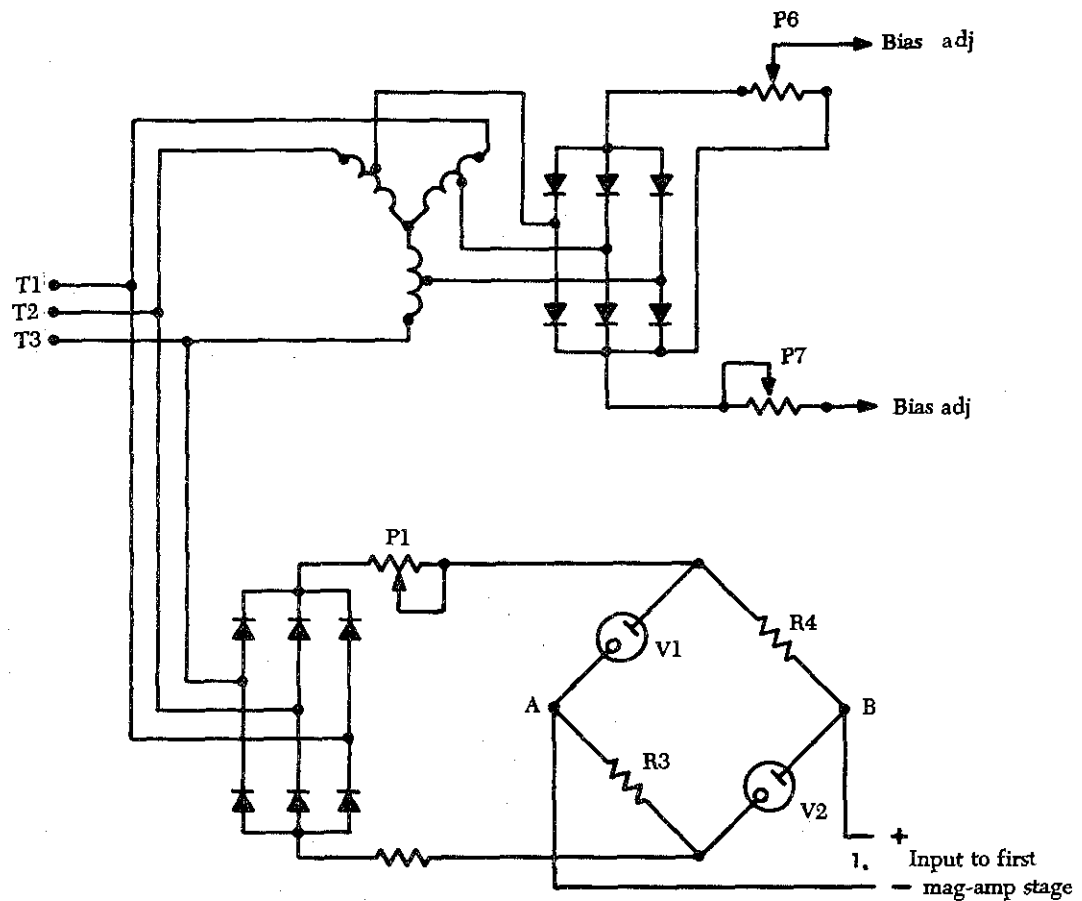 P6
Bias adj
T1
T2
T3
P7
Bias adj
P1
R4
V1
A
B
R3
V2
+
1. Input to first
− mag-amp stage